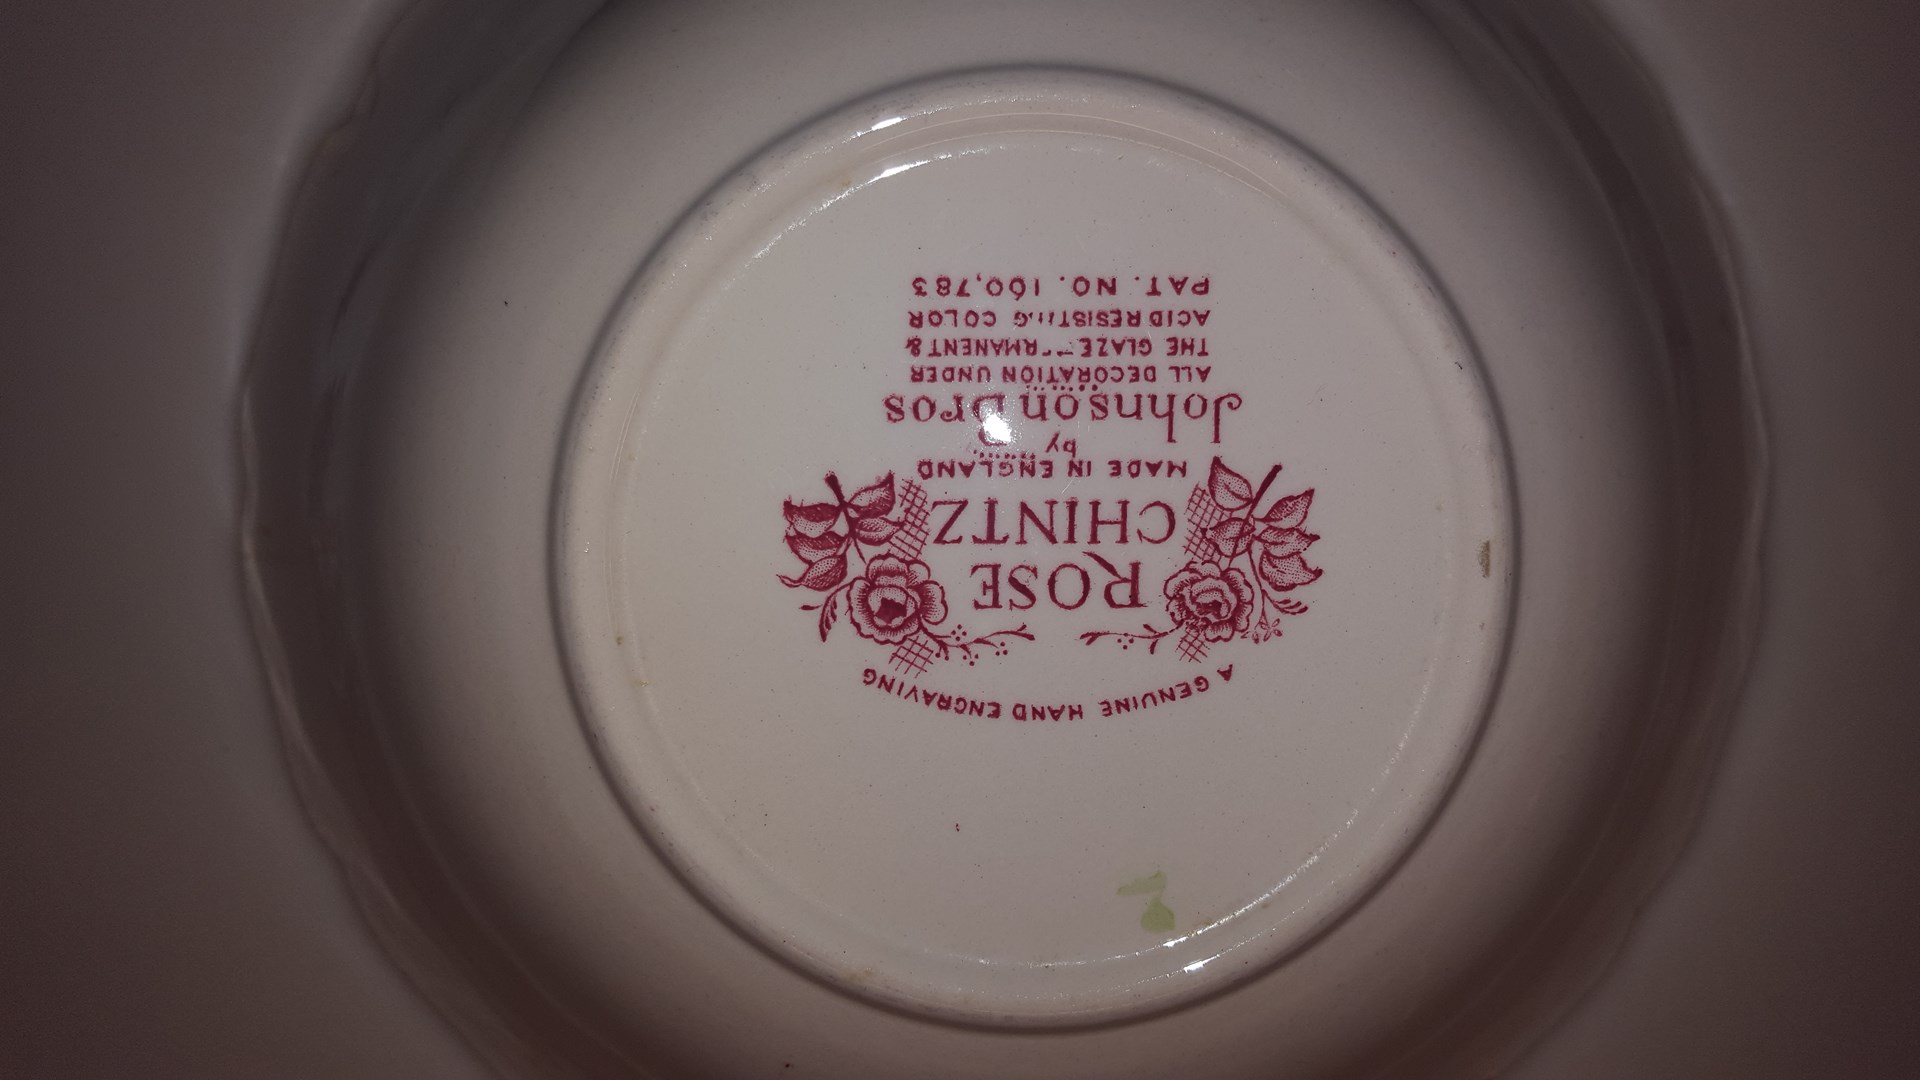 A GENUINE HAND ENGRAVING
ROSE
CHINTZ
MADE IN ENGLAND
by
Johnson Bros
ALL DECORATION UNDER
THE GLAZE RMANENT &
ACID RESISTING COLOR
PAT. NO. 160,783